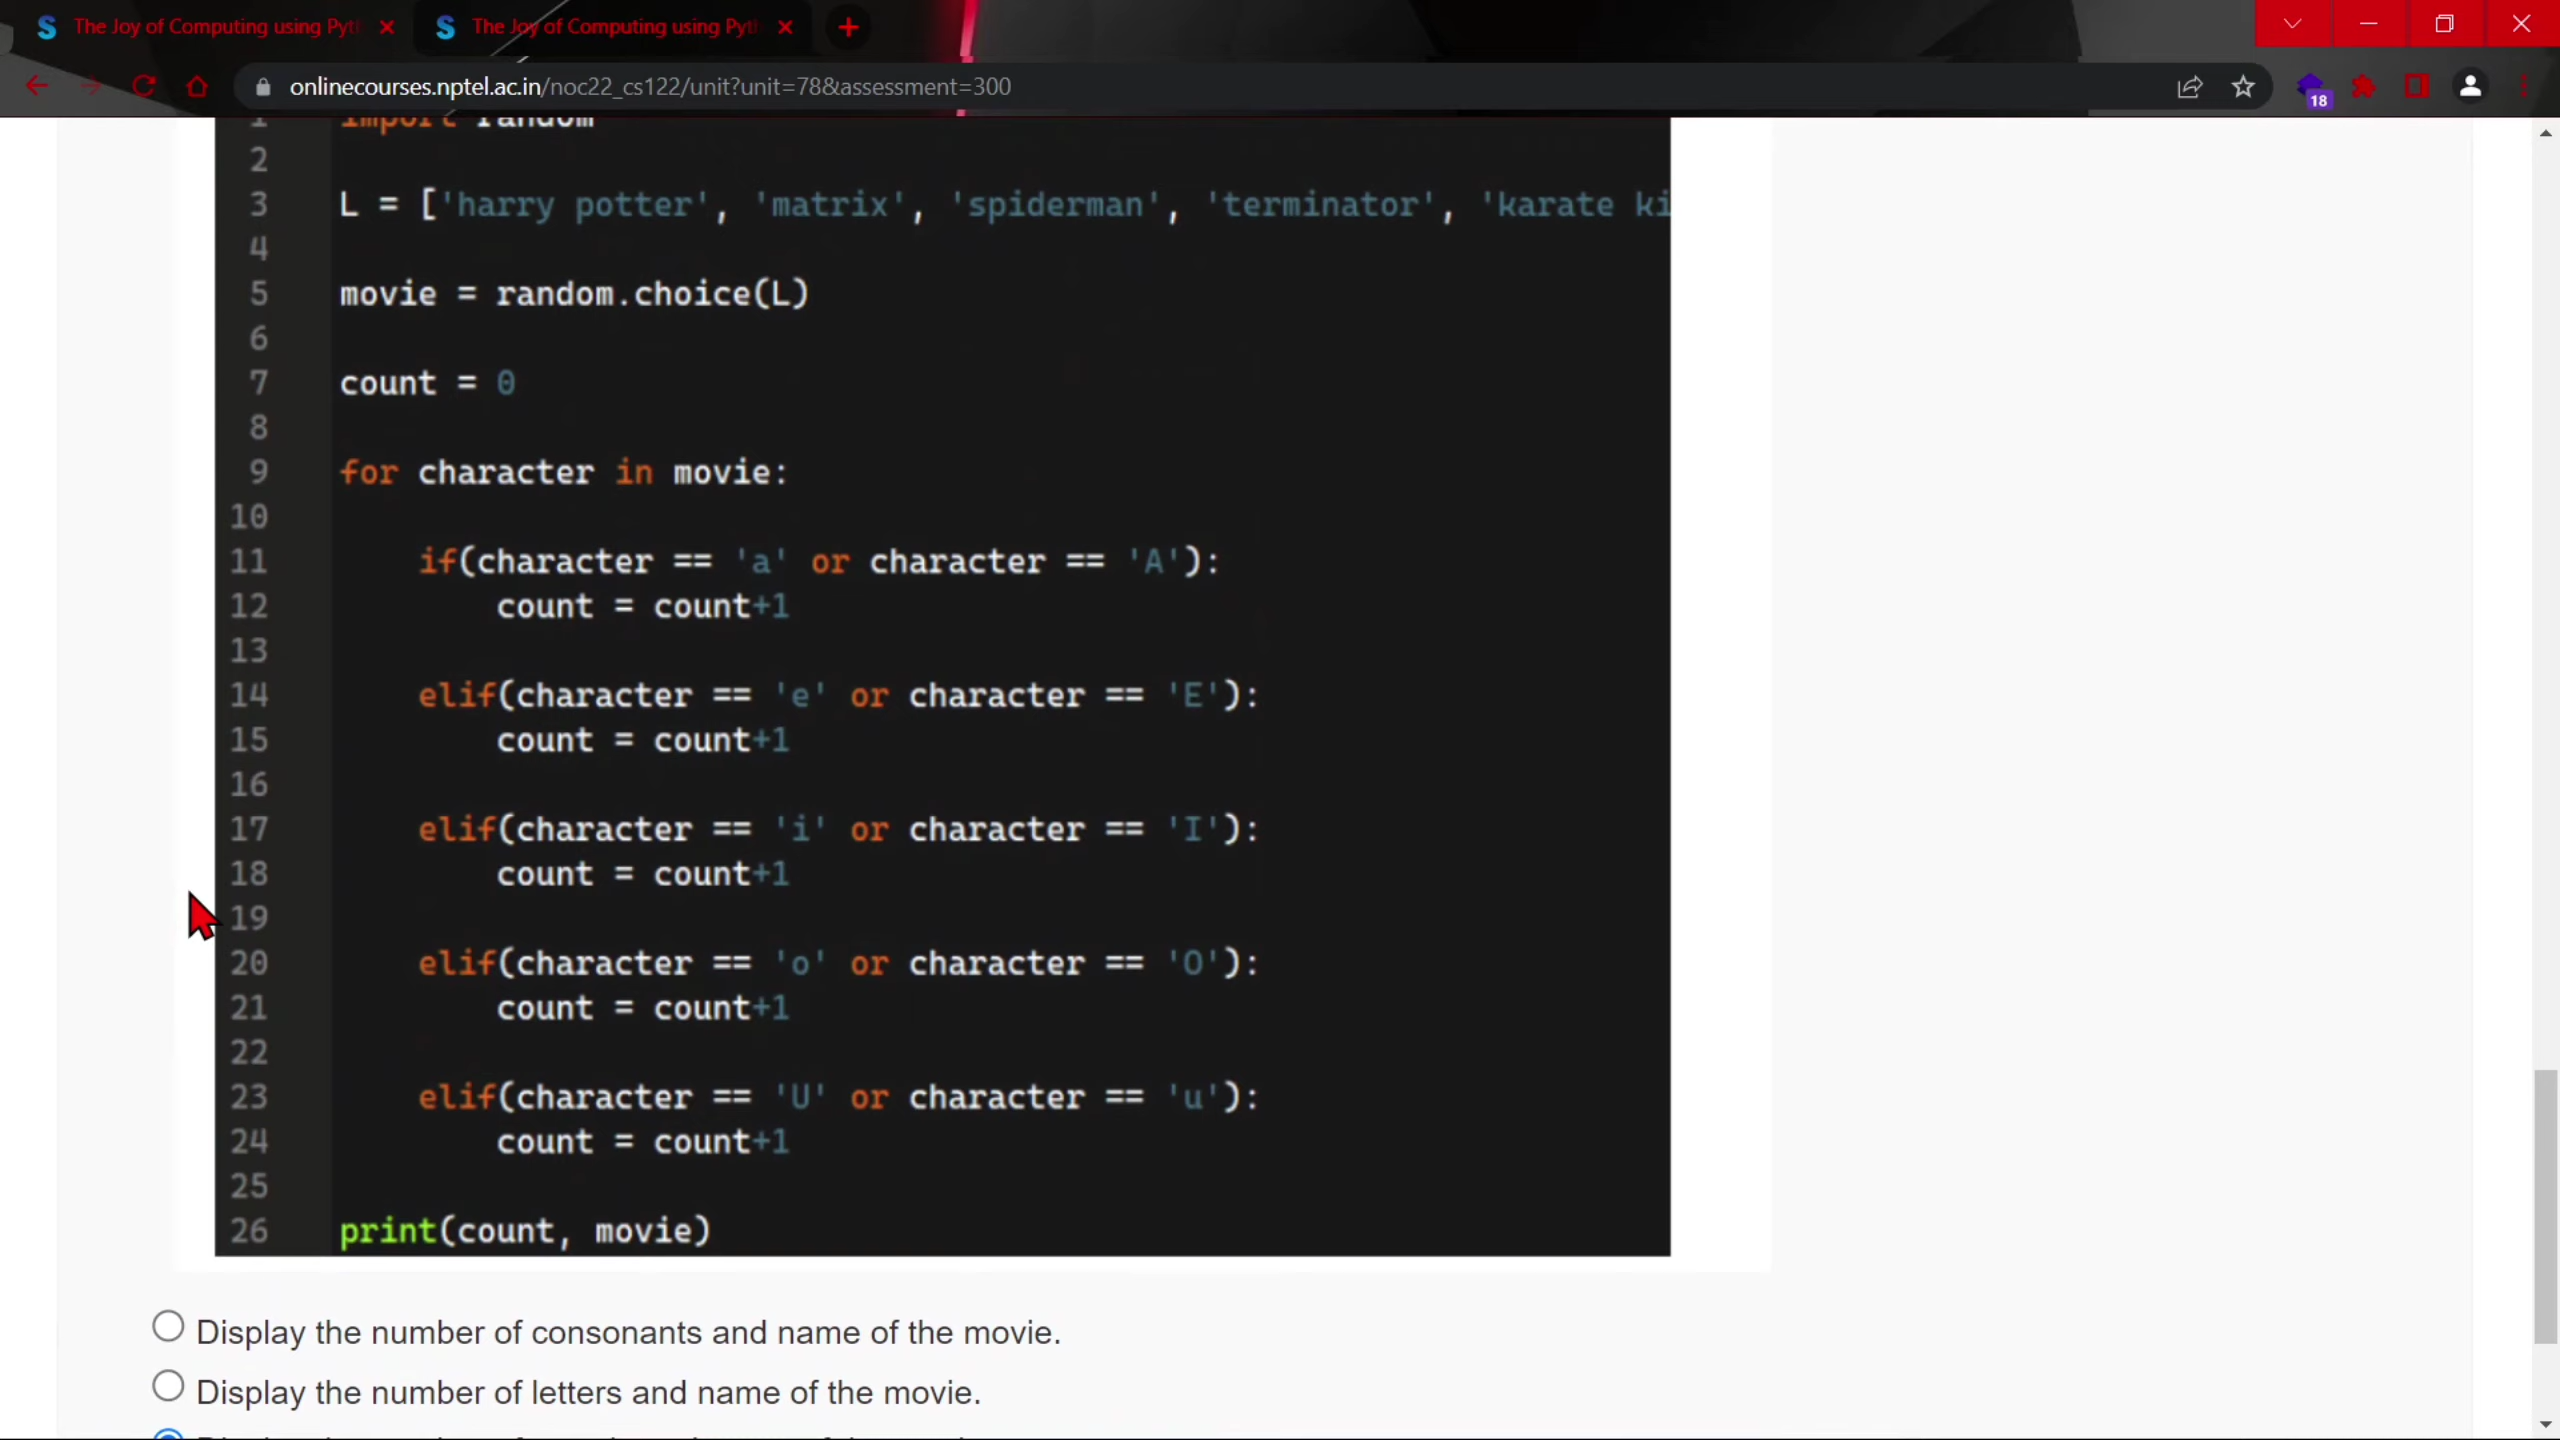 The Joy of Computing using Pyt
The Joy of Computing using Pyt
onlinecourses.nptel.ac.in/noc22_cs122/unit?unit=78&assessment=300
18
1 import random
2
3 L = ['harry potter', 'matrix', 'spiderman', 'terminator', 'karate ki
4
5 movie = random.choice(L)
6
7 count = 0
8
9 for character in movie:
10
11 if(character == 'a' or character == 'A'):
12 count = count+1
13
14 elif(character == 'e' or character == 'E'):
15 count = count+1
16
17 elif(character == 'i' or character == 'I'):
18 count = count+1
19
20 elif(character == 'o' or character == 'O'):
21 count = count+1
22
23 elif(character == 'U' or character == 'u'):
24 count = count+1
25
26 print(count, movie)
Display the number of consonants and name of the movie.
Display the number of letters and name of the movie.